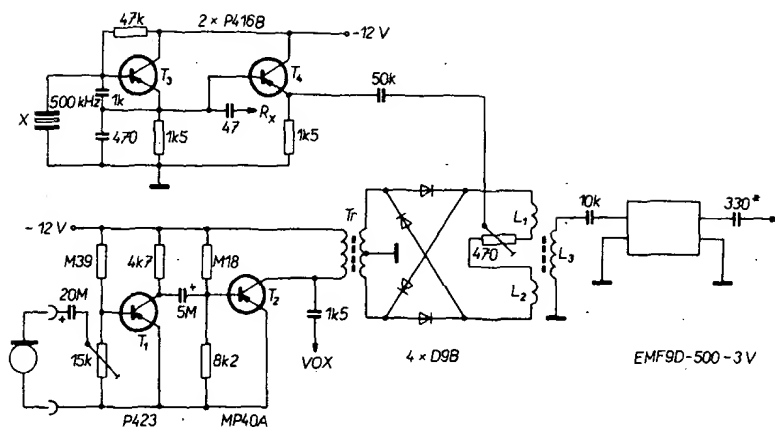 47k
2 × P416B
-12 V
T3
T4
50k
1k
500 kHz
X
470
1k5
47
Rx
1k5
-12 V
Tr
L1
10k
330*
M39
4k7
M18
470
L3
20M
+
T1
+
5M
T2
1k5
L2
15k
8k2
VOX
4 × D9B
EMF9D-500-3V
P423
MP40A